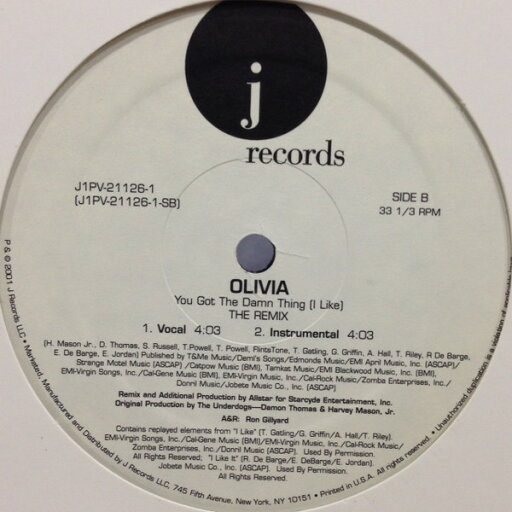 j
records
J1PV-21126-1
(J1PV-21126-1-SB)
SIDE B
33 1/3 RPM
OLIVIA
You Got The Damn Thing (I Like)
THE REMIX
1. Vocal 4:03 2. Instrumental 4:03
(H. Mason Jr., D. Thomas, S. Russell, T.Powell, T. Powell, FlinteTone, T. Gatling, G. Griffin, A. Hall, T. Riley, R De Barge,
E. De Barge, E. Jordan) Published by T&Me Music/Demi's Songs/Edmonds Music/EMI April Music, Inc. (ASCAP)/
Strange Motel Music (ASCAP)/Catpow Music (BMI), Tamkat Music/EMI Blackwood Music, Inc. (BMI),
EMI-Virgin Songs, Inc./Cal-Gene Music (BMI)/EMI-Virgin Music, Inc./Cal-Rock Music/Zomba Enterprises, Inc./
Donril Music/Jobete Music Co., Inc. (ASCAP)
Remix and Additional Production by Allstar for Starcyde Entertainment, Inc.
Original Production by The Underdogs—Damon Thomas & Harvey Mason, Jr.
A&R: Ron Gillyard
Contains replayed elements from "I Like" (T. Gatling/G. Griffin/A. Hall/T. Riley).
EMI-Virgin Songs, Inc./Cal-Gene Music (BMI)/EMI-Virgin Music, Inc./Cal-Rock Music/
Zomba Enterprises, Inc./Donril Music (ASCAP). Used By Permission.
All Rights Reserved; "I Like It" (R. De Barge/E. DeBarge/E. Jordan).
Jobete Music Co., Inc. (ASCAP). Used By Permission.
All Rights Reserved.
P & © 2001 J Records LLC. • Marketed, Manufactured and Distributed by J Records LLC, 745 Fifth Avenue, New York, NY 10151 • Printed in U.S.A. All rights reserved. • Unauthorized duplication is a violation of